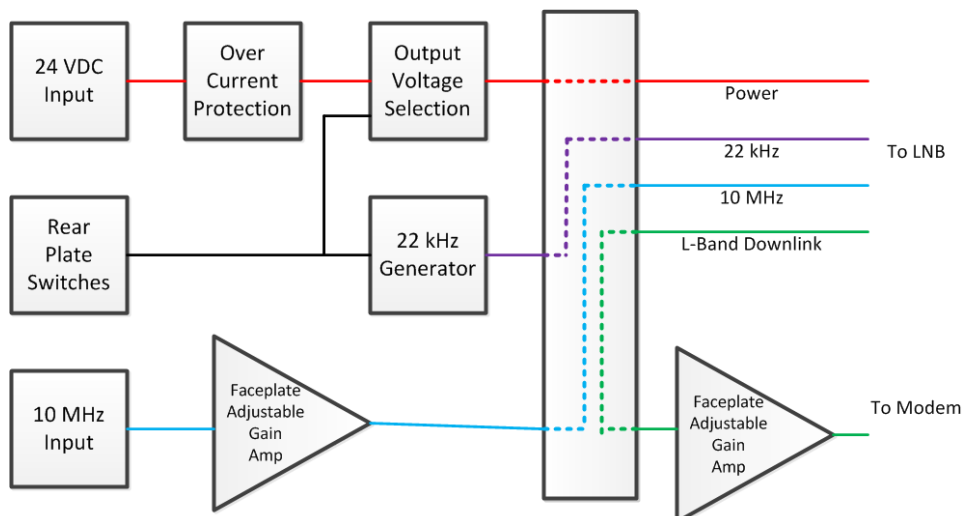 24 VDC
Input
Over
Current
Protection
Output
Voltage
Selection
Power
22 kHz
To LNB
10 MHz
L-Band Downlink
Rear
Plate
Switches
22 kHz
Generator
10 MHz
Input
Faceplate
Adjustable
Gain
Amp
Faceplate
Adjustable
Gain
Amp
To Modem